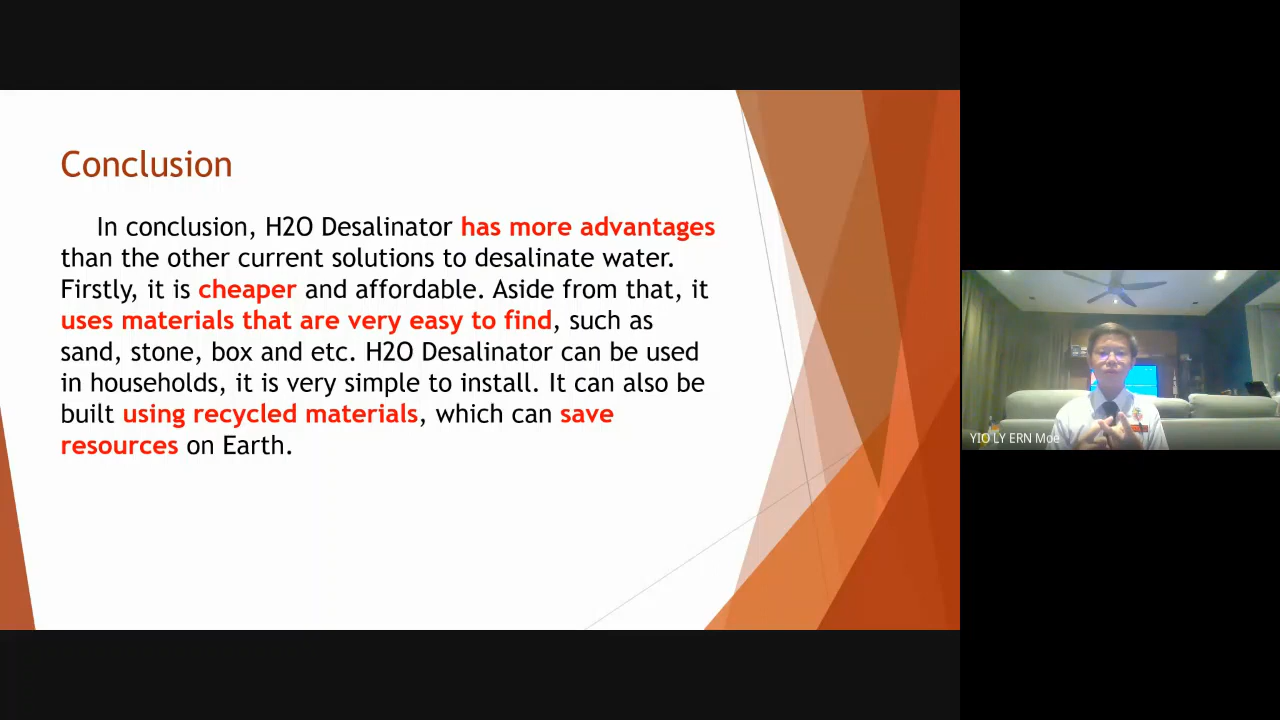 Conclusion
In conclusion, H2O Desalinator has more advantages
than the other current solutions to desalinate water.
Firstly, it is cheaper and affordable. Aside from that, it
uses materials that are very easy to find, such as
sand, stone, box and etc. H2O Desalinator can be used
in households, it is very simple to install. It can also be
built using recycled materials, which can save
resources on Earth.
YIO LY ERN Moe